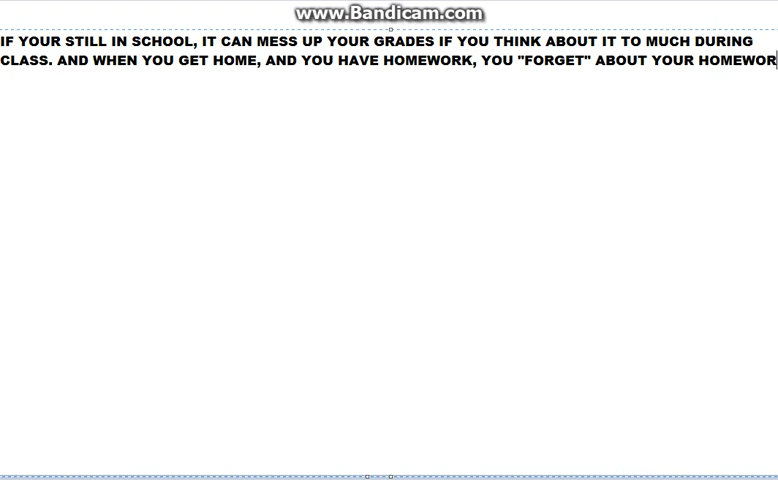 www.Bandicam.com
IF YOUR STILL IN SCHOOL, IT CAN MESS UP YOUR GRADES IF YOU THINK ABOUT IT TO MUCH DURING
CLASS. AND WHEN YOU GET HOME, AND YOU HAVE HOMEWORK, YOU "FORGET" ABOUT YOUR HOMEWOR